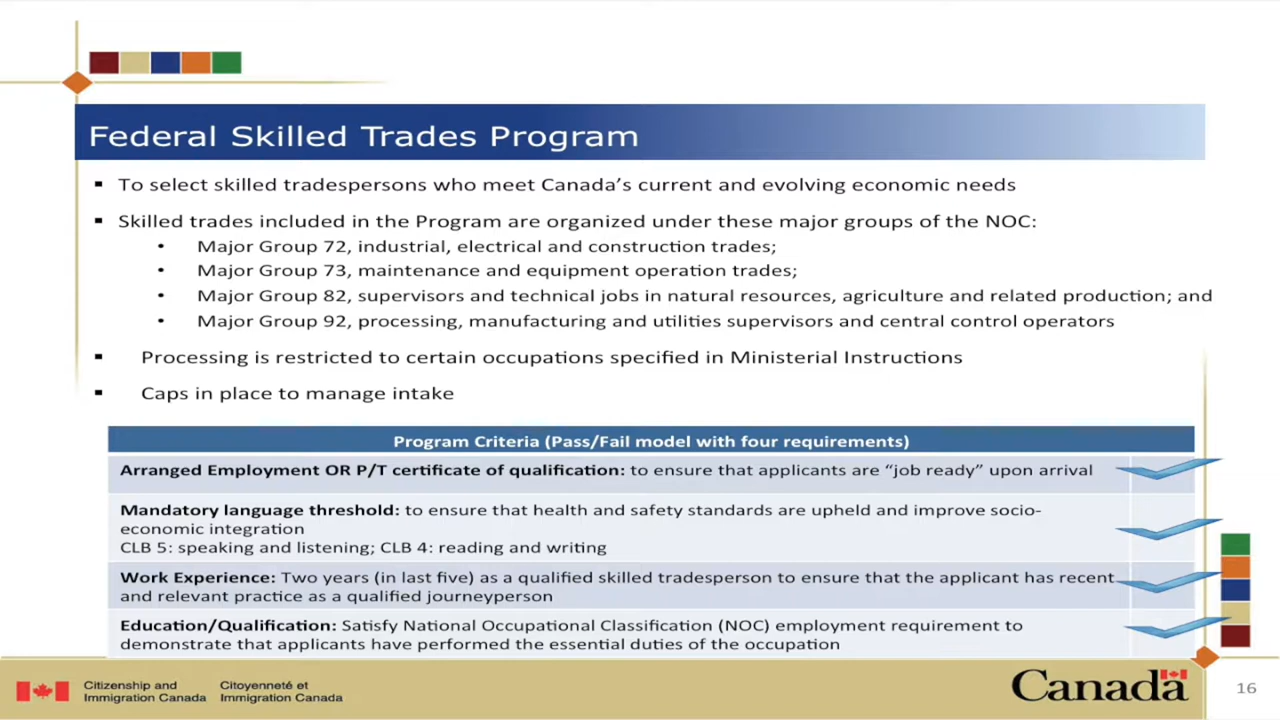 Federal Skilled Trades Program
▪ To select skilled tradespersons who meet Canada's current and evolving economic needs
▪ Skilled trades included in the Program are organized under these major groups of the NOC:
• Major Group 72, industrial, electrical and construction trades;
• Major Group 73, maintenance and equipment operation trades;
• Major Group 82, supervisors and technical jobs in natural resources, agriculture and related production; and
• Major Group 92, processing, manufacturing and utilities supervisors and central control operators
▪ Processing is restricted to certain occupations specified in Ministerial Instructions
▪ Caps in place to manage intake
Program Criteria (Pass/Fail model with four requirements)
Arranged Employment OR P/T certificate of qualification: to ensure that applicants are “job ready” upon arrival
Mandatory language threshold: to ensure that health and safety standards are upheld and improve socio-
economic integration
CLB 5: speaking and listening; CLB 4: reading and writing
Work Experience: Two years (in last five) as a qualified skilled tradesperson to ensure that the applicant has recent
and relevant practice as a qualified journeyperson
Education/Qualification: Satisfy National Occupational Classification (NOC) employment requirement to
demonstrate that applicants have performed the essential duties of the occupation
Citizenship and
Immigration Canada
Citoyenneté et
Immigration Canada
Canada
16